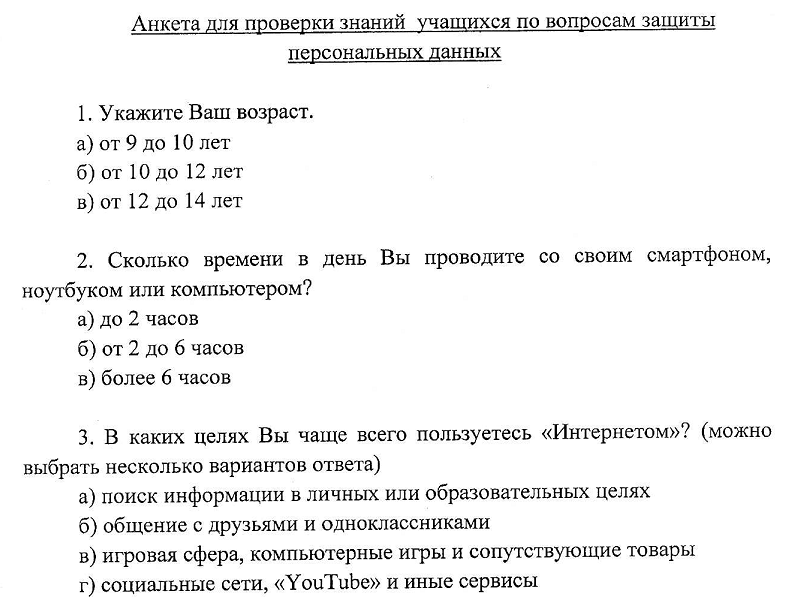 Анкета для проверки знаний учащихся по вопросам защиты
персональных данных
1. Укажите Ваш возраст.
а) от 9 до 10 лет
б) от 10 до 12 лет
в) от 12 до 14 лет
2. Сколько времени в день Вы проводите со своим смартфоном,
ноутбуком или компьютером?
а) до 2 часов
б) от 2 до 6 часов
в) более 6 часов
3. В каких целях Вы чаще всего пользуетесь «Интернетом»? (можно
выбрать несколько вариантов ответа)
а) поиск информации в личных или образовательных целях
б) общение с друзьями и одноклассниками
в) игровая сфера, компьютерные игры и сопутствующие товары
г) социальные сети, «YouTube» и иные сервисы